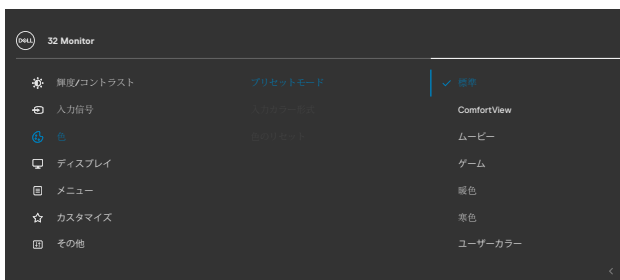 DELL
32 Monitor
輝度/コントラスト
入力信号
色
ディスプレイ
メニュー
カスタマイズ
その他
プリセットモード
入力カラー形式
色のリセット
標準
ComfortView
ムービー
ゲーム
暖色
寒色
ユーザーカラー